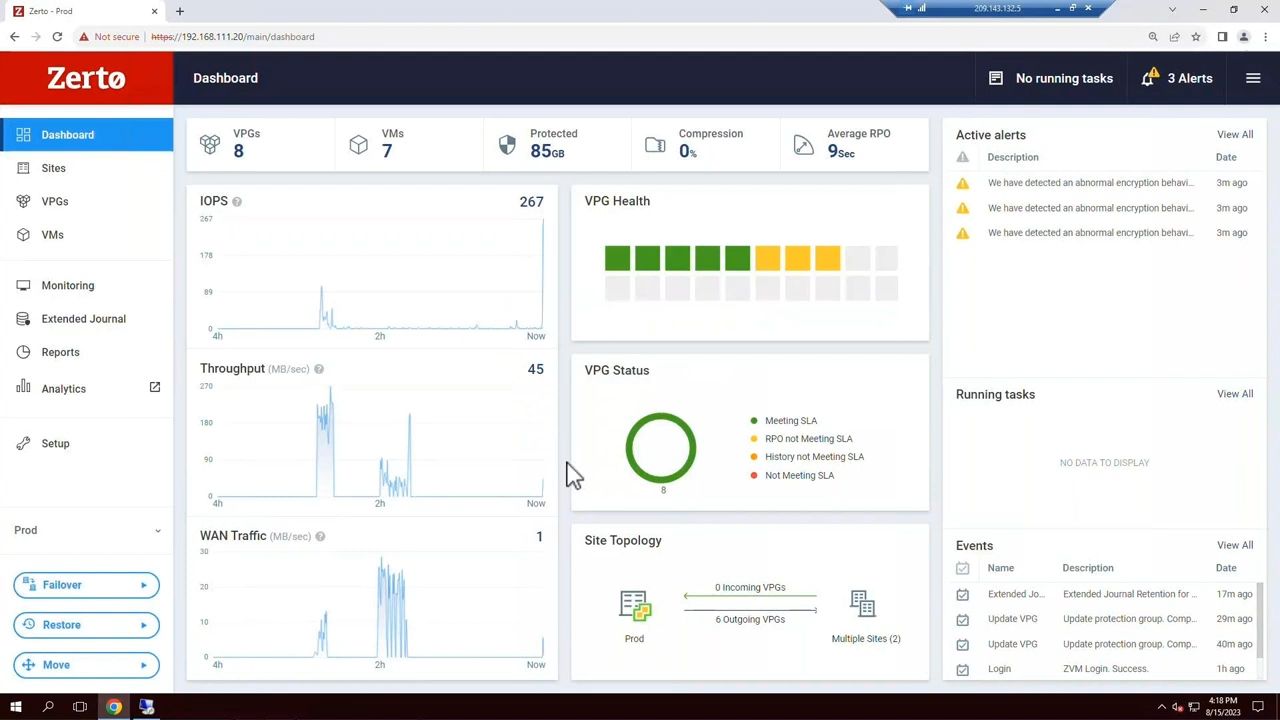 Zerto - Prod
209.143.132.5
Not secure
https://192.168.111.20/main/dashboard
Zerto
Dashboard
No running tasks
3 Alerts
Dashboard
Sites
VPGs
VMs
Monitoring
Extended Journal
Reports
Analytics
Setup
Prod
Failover
Restore
Move
VPGs
8
VMs
7
Protected
85GB
Compression
0%
Average RPO
9Sec
IOPS
267
267
178
89
0
4h
2h
Now
Throughput (MB/sec)
45
270
180
90
0
4h
2h
Now
WAN Traffic (MB/sec)
1
30
20
10
0
4h
2h
Now
VPG Health
VPG Status
8
Meeting SLA
RPO not Meeting SLA
History not Meeting SLA
Not Meeting SLA
Site Topology
0 Incoming VPGs
6 Outgoing VPGs
Prod
Multiple Sites (2)
Active alerts
View All
Description
Date
We have detected an abnormal encryption behavi...
3m ago
We have detected an abnormal encryption behavi...
3m ago
We have detected an abnormal encryption behavi...
3m ago
Running tasks
View All
NO DATA TO DISPLAY
Events
View All
Name
Description
Date
Extended Jo...
Extended Journal Retention for ...
17m ago
Update VPG
Update protection group. Comp...
29m ago
Update VPG
Update protection group. Comp...
40m ago
Login
ZVM Login. Success.
1h ago
4:18 PM
8/15/2023